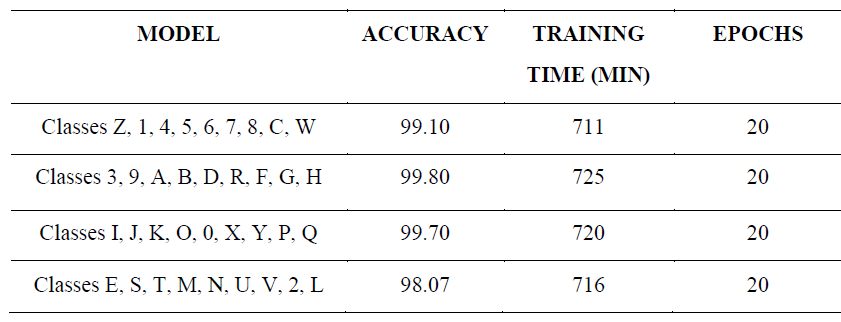 MODEL ACCURACY TRAINING TIME (MIN) EPOCHS
Classes Z, 1, 4, 5, 6, 7, 8, C, W 99.10 711 20
Classes 3, 9, A, B, D, R, F, G, H 99.80 725 20
Classes I, J, K, O, 0, X, Y, P, Q 99.70 720 20
Classes E, S, T, M, N, U, V, 2, L 98.07 716 20